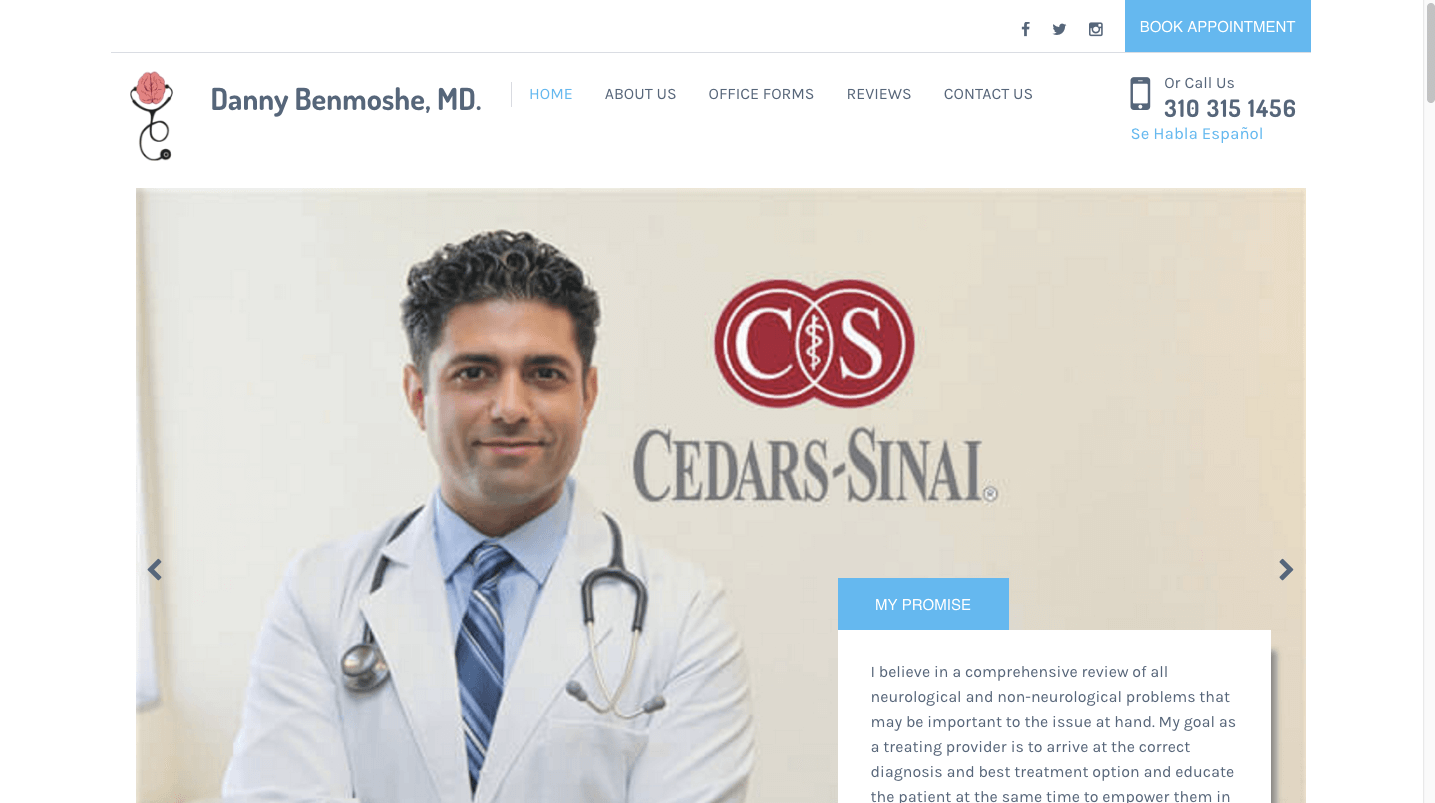 BOOK APPOINTMENT
Danny Benmoshe, MD.
HOME ABOUT US OFFICE FORMS REVIEWS CONTACT US
Or Call Us
310 315 1456
Se Habla Español
CS
CEDARS-SINAI®
MY PROMISE
I believe in a comprehensive review of all
neurological and non-neurological problems that
may be important to the issue at hand. My goal as
a treating provider is to arrive at the correct
diagnosis and best treatment option and educate
the patient at the same time to empower them in